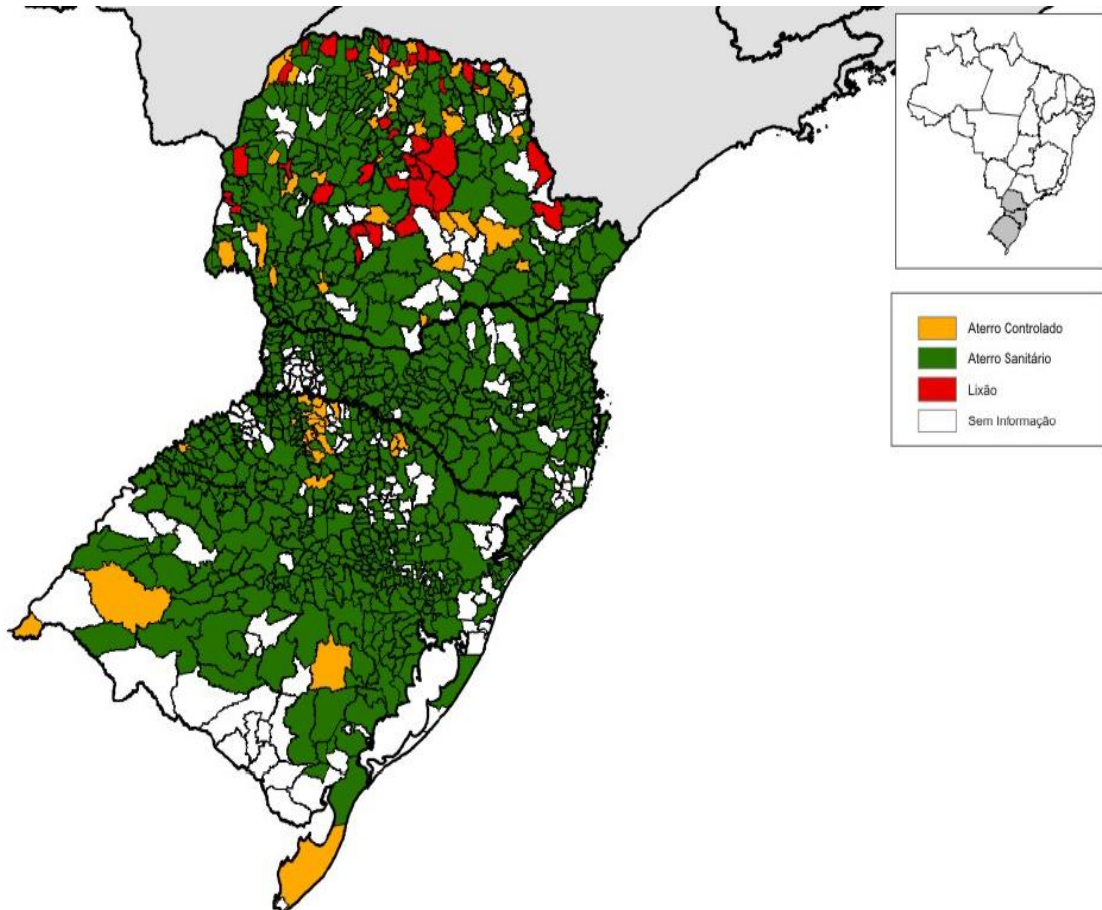 Aterro Controlado
Aterro Sanitário
Lixão
Sem Informação